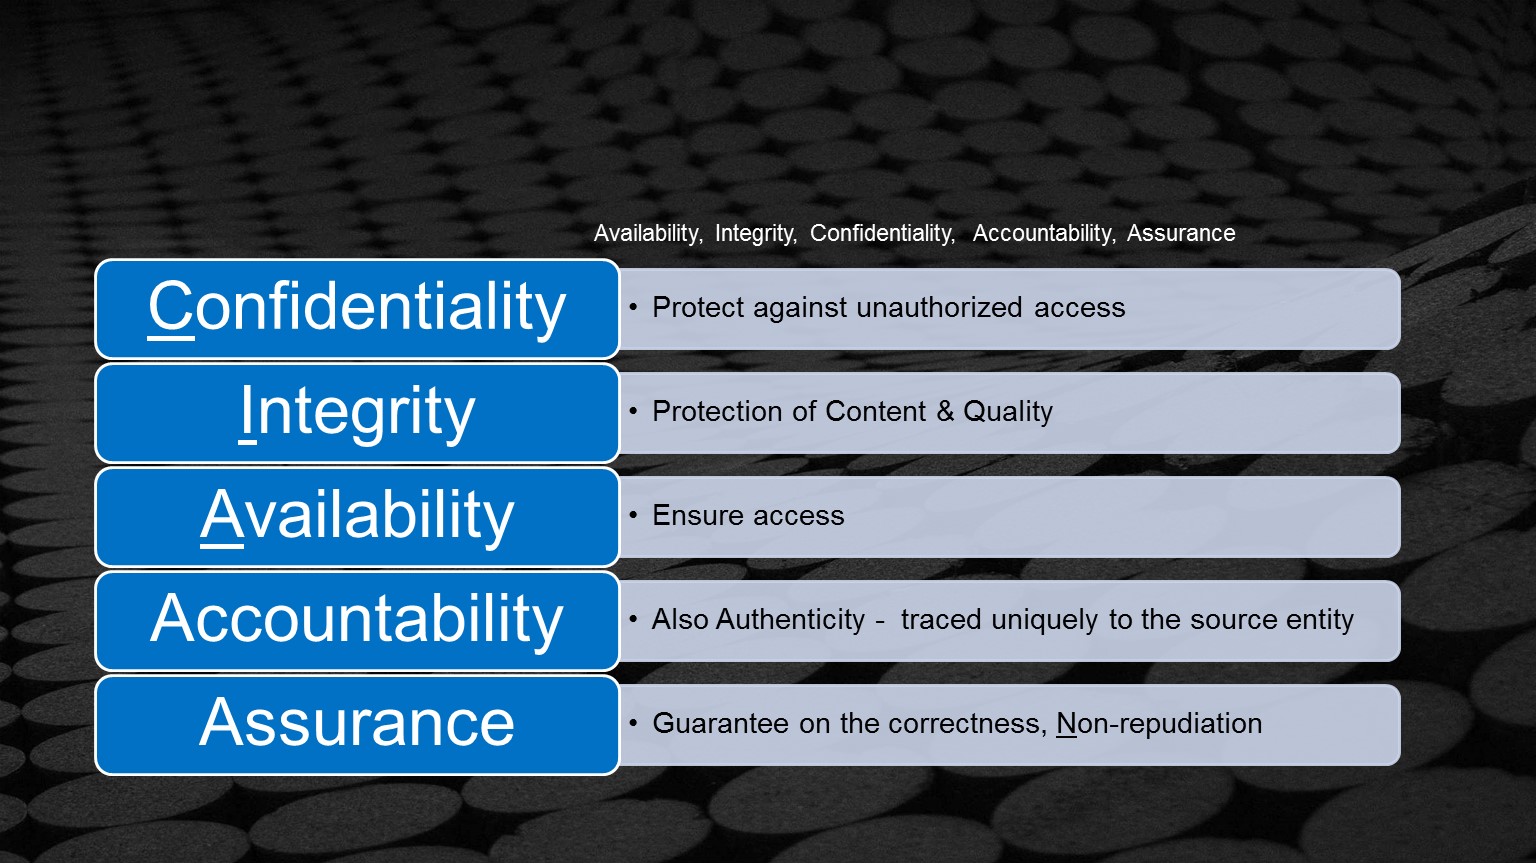 Availability, Integrity, Confidentiality, Accountability, Assurance
Confidentiality
• Protect against unauthorized access
Integrity
• Protection of Content & Quality
Availability
• Ensure access
Accountability
• Also Authenticity - traced uniquely to the source entity
Assurance
• Guarantee on the correctness, Non-repudiation